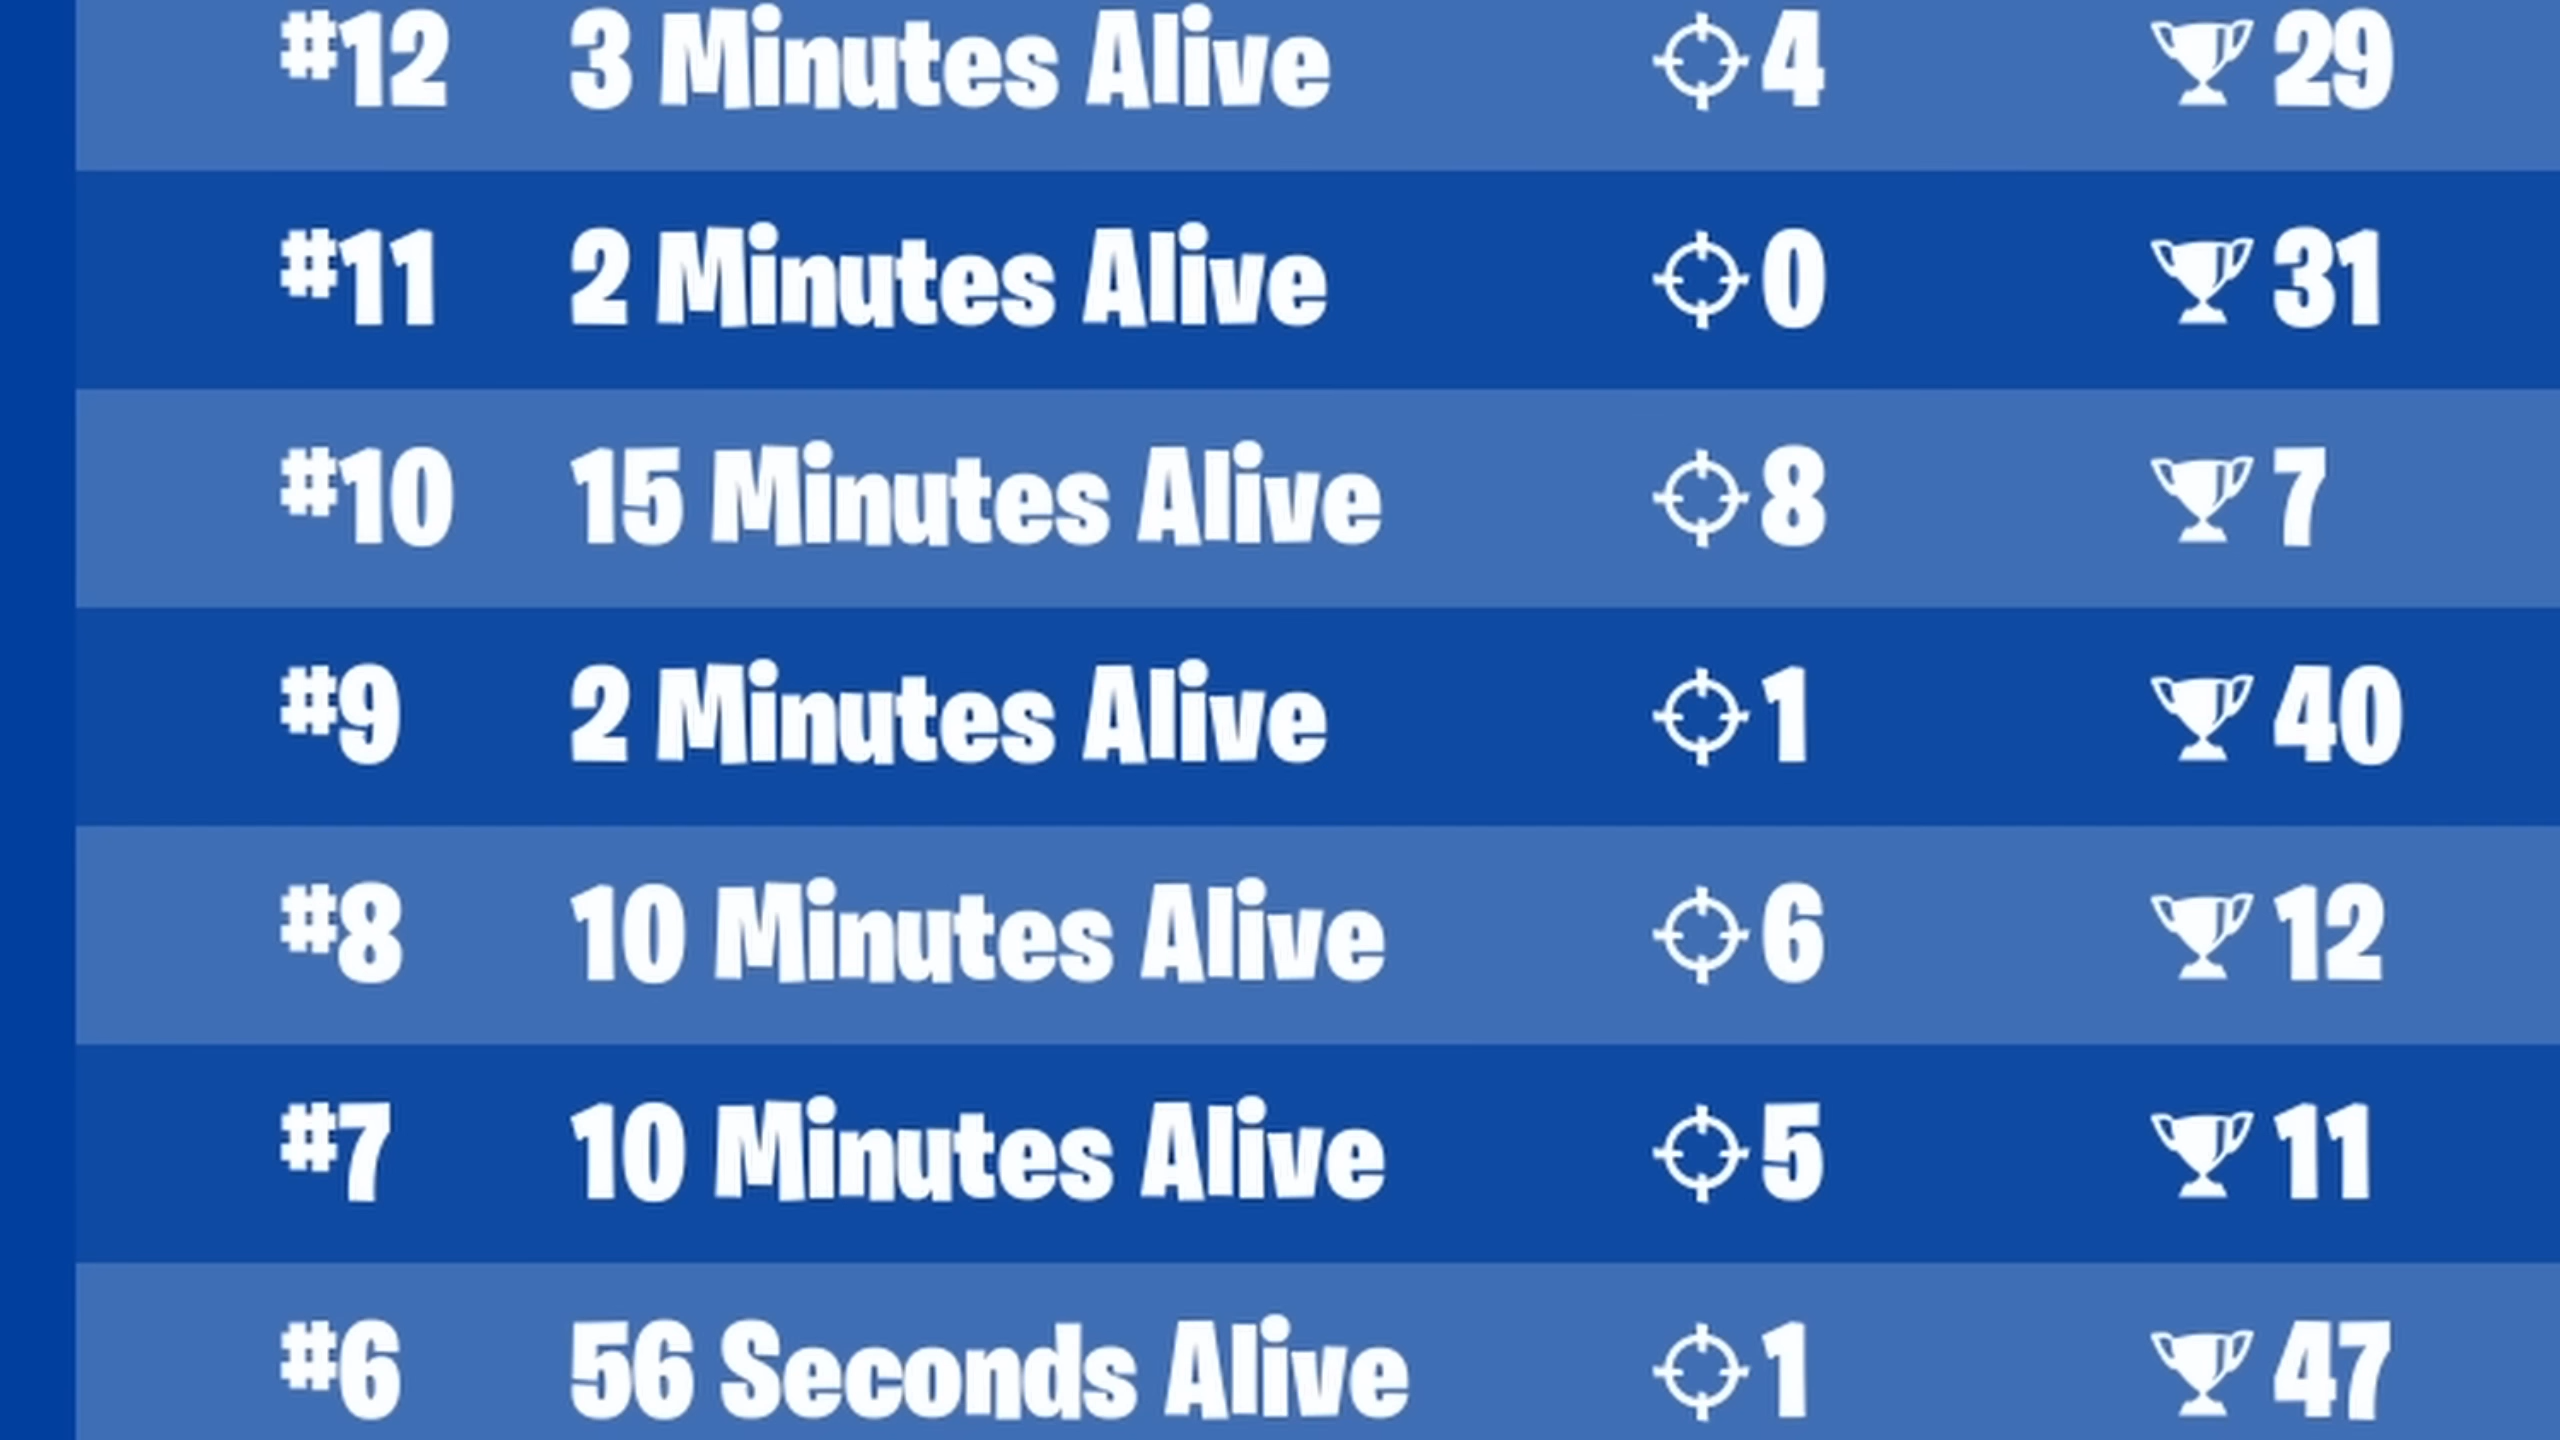 #12 3 Minutes Alive 4 29
#11 2 Minutes Alive 0 31
#10 15 Minutes Alive 8 7
#9 2 Minutes Alive 1 40
#8 10 Minutes Alive 6 12
#7 10 Minutes Alive 5 11
#6 56 Seconds Alive 1 47